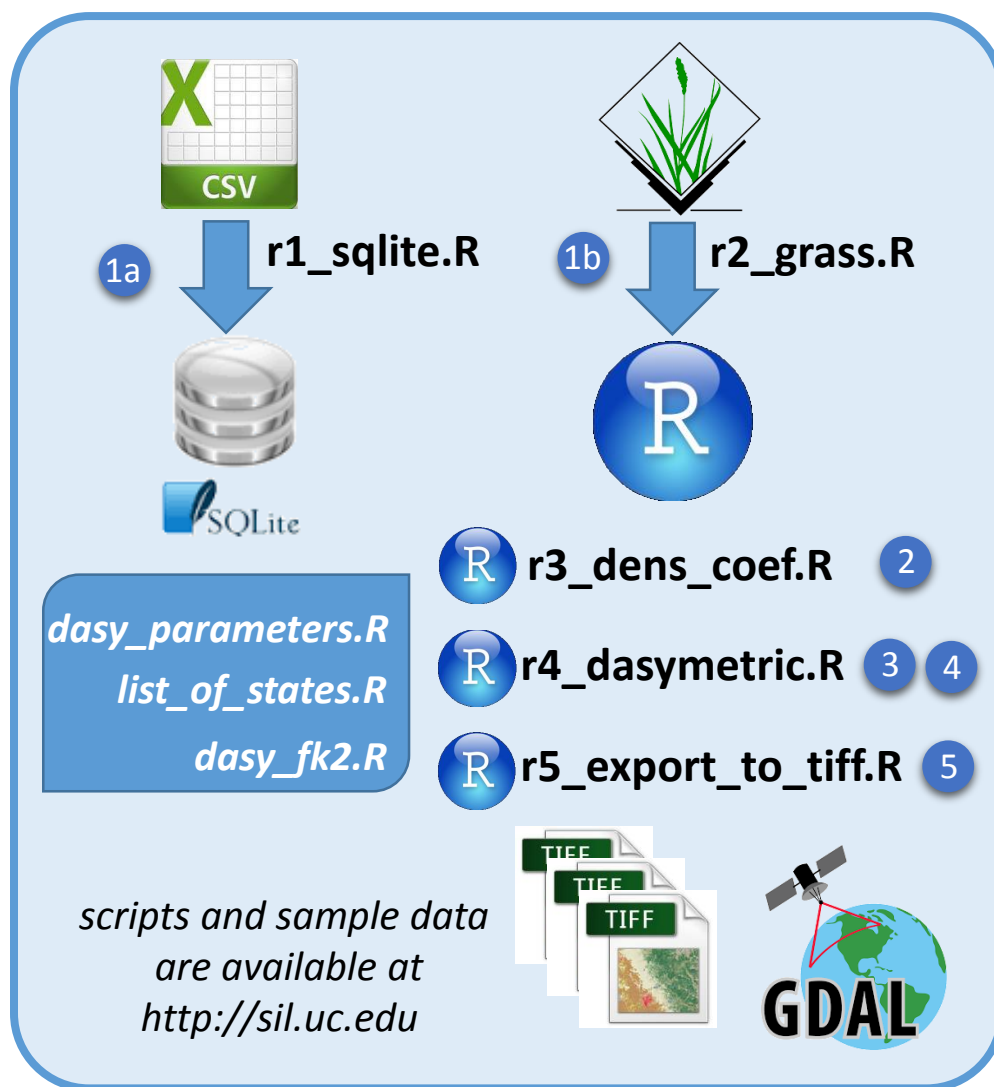 X
CSV
1a
r1_sqlite.R
1b
r2_grass.R
SQLite
R
R
r3_dens_coef.R
2
dasy_parameters.R
list_of_states.R
dasy_fk2.R
R
r4_dasymetric.R
3
4
R
r5_export_to_tiff.R
5
TIFF
TIFF
TIFF
scripts and sample data
are available at
http://sil.uc.edu
GDAL